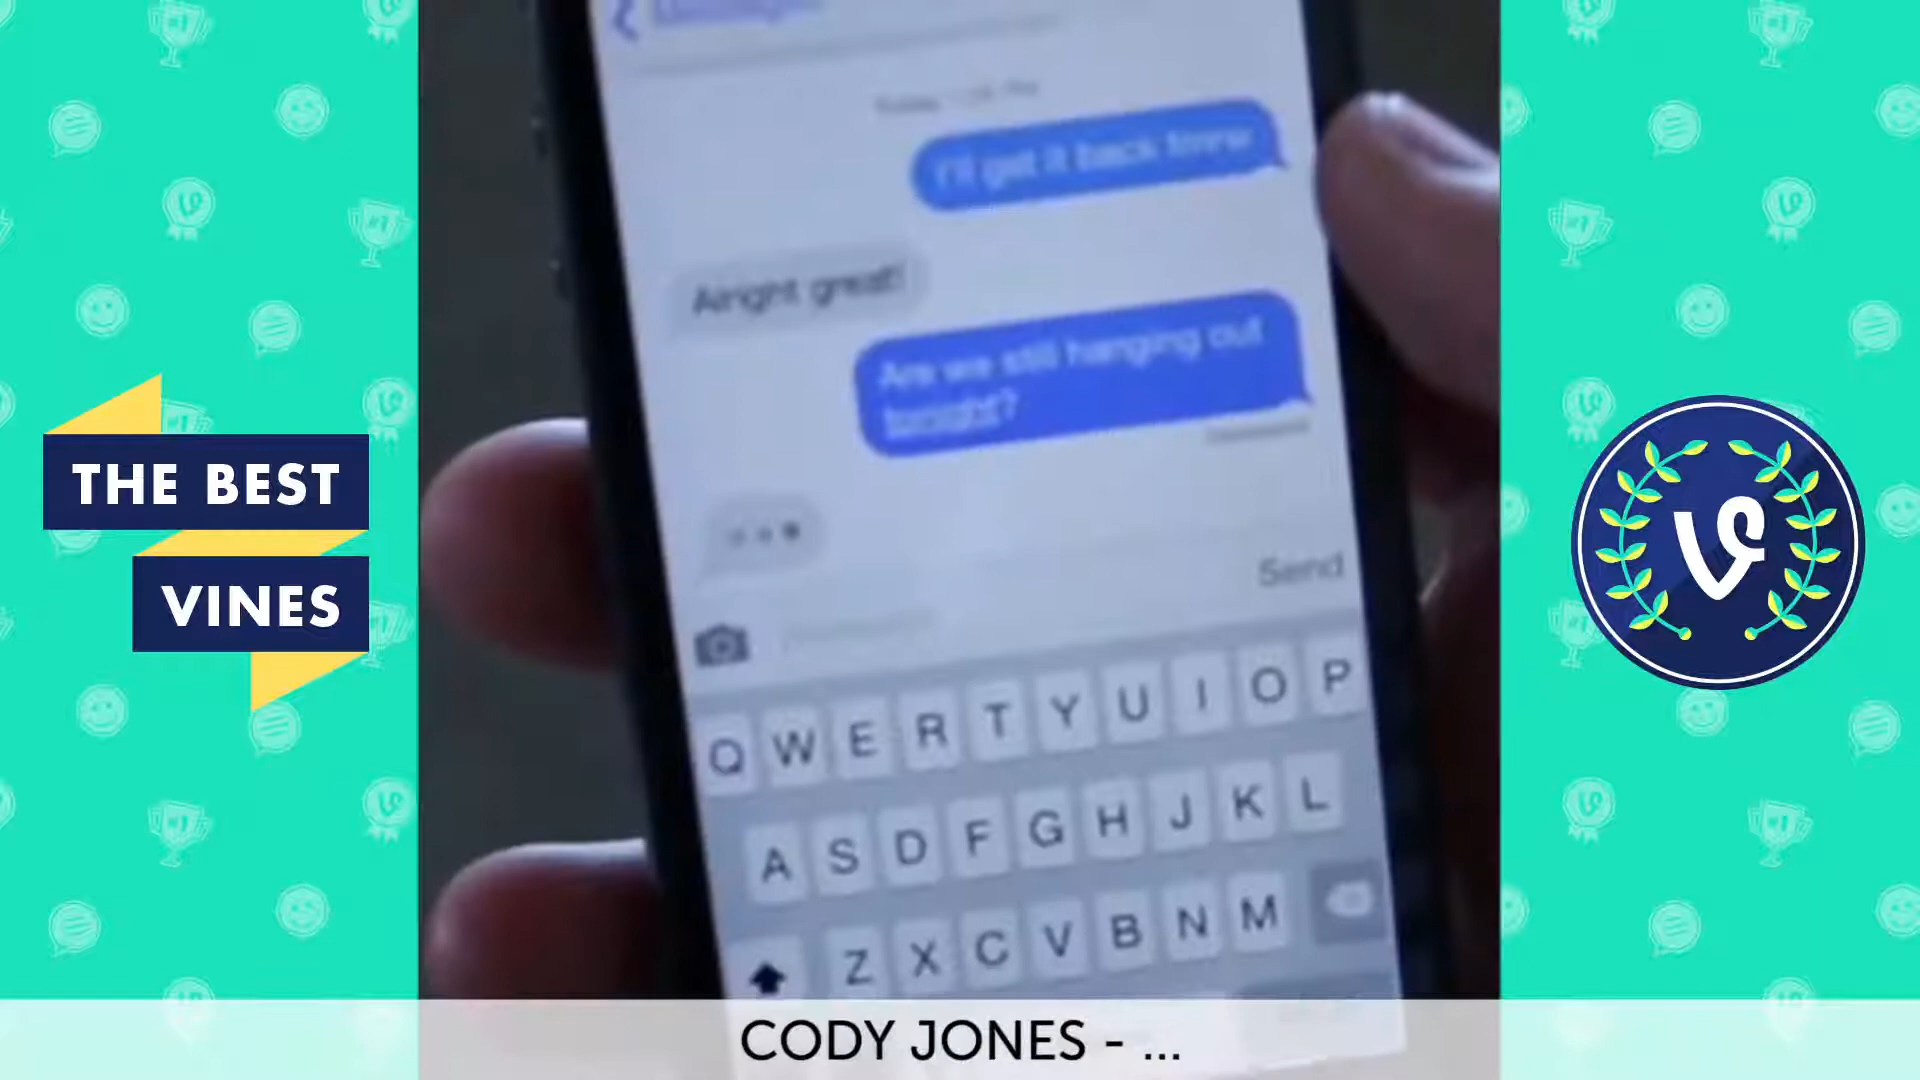 I'll get it back tmrw
Alright great!
Are we still hanging out
tonight?
Send
Q W E R T Y U I O P
A S D F G H J K L
Z X C V B N M
THE BEST
VINES
CODY JONES - ...